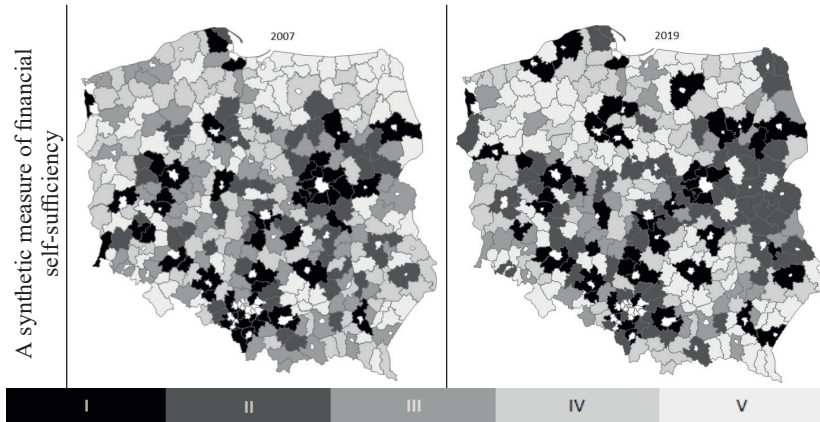 A synthetic measure of financial
self-sufficiency
2007
2019
I II III IV V